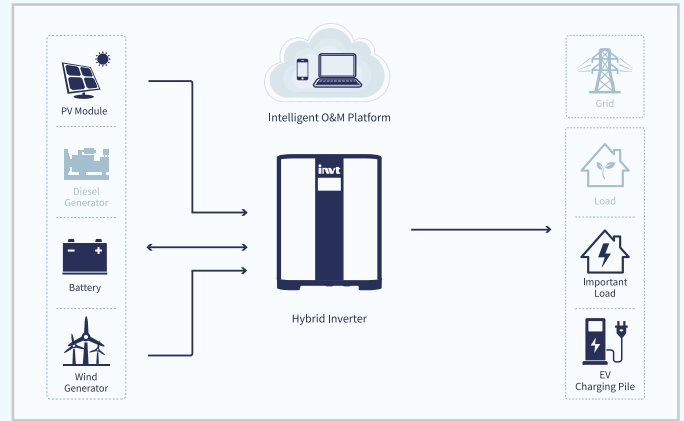 PV Module
Diesel
Generator
Battery
Wind
Generator
Intelligent O&M Platform
invt
Hybrid Inverter
Grid
Load
Important
Load
EV
Charging Pile